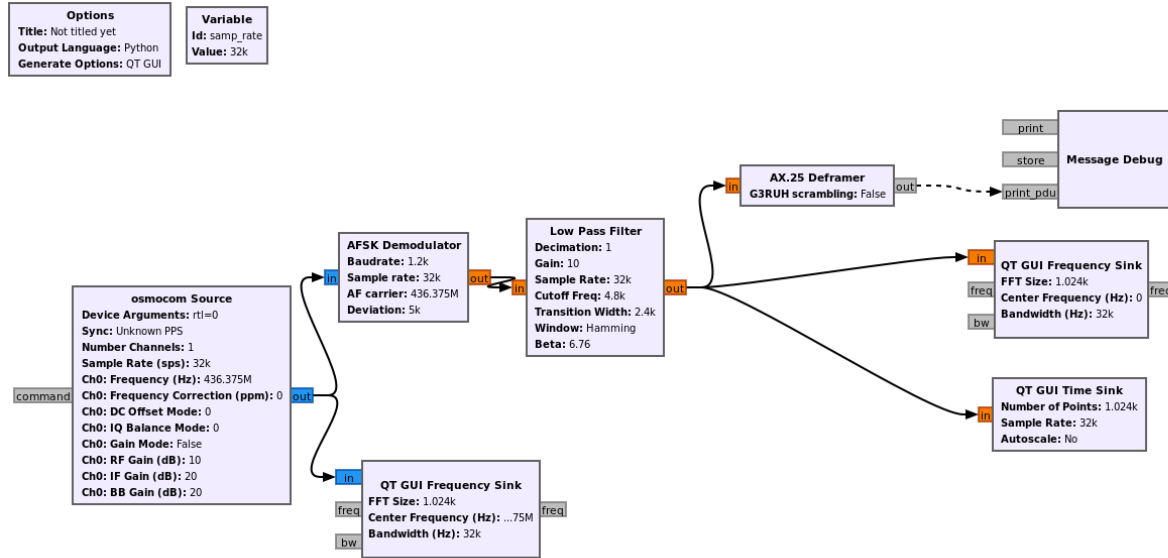 Options
Title: Not titled yet
Output Language: Python
Generate Options: QT GUI
Variable
Id: samp_rate
Value: 32k
command
osmocom Source
Device Arguments: rtl=0
Sync: Unknown PPS
Number Channels: 1
Sample Rate (sps): 32k
Ch0: Frequency (Hz): 436.375M
Ch0: Frequency Correction (ppm): 0
Ch0: DC Offset Mode: 0
Ch0: IQ Balance Mode: 0
Ch0: Gain Mode: False
Ch0: RF Gain (dB): 10
Ch0: IF Gain (dB): 20
Ch0: BB Gain (dB): 20
out
in
AFSK Demodulator
Baudrate: 1.2k
Sample rate: 32k
AF carrier: 436.375M
Deviation: 5k
out
in
freq
bw
QT GUI Frequency Sink
FFT Size: 1.024k
Center Frequency (Hz): ...75M
Bandwidth (Hz): 32k
freq
in
Low Pass Filter
Decimation: 1
Gain: 10
Sample Rate: 32k
Cutoff Freq: 4.8k
Transition Width: 2.4k
Window: Hamming
Beta: 6.76
out
in
AX.25 Deframer
G3RUH scrambling: False
out
print
store
print_pdu
Message Debug
in
freq
bw
QT GUI Frequency Sink
FFT Size: 1.024k
Center Frequency (Hz): 0
Bandwidth (Hz): 32k
freq
in
QT GUI Time Sink
Number of Points: 1.024k
Sample Rate: 32k
Autoscale: No